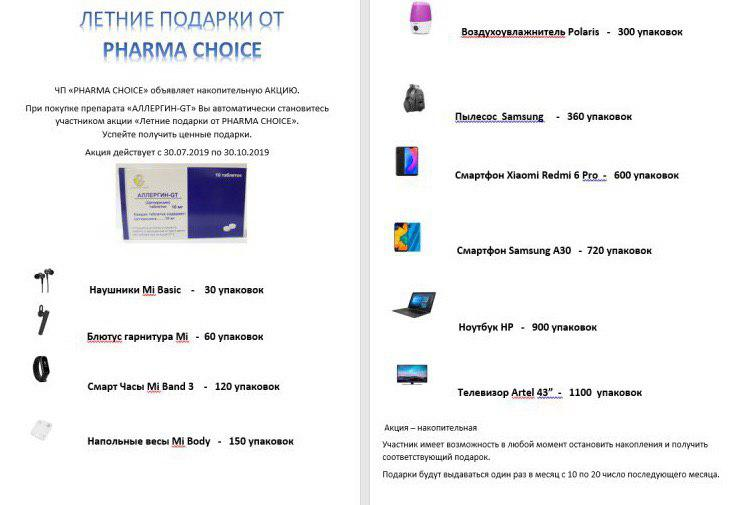 ЛЕТНИЕ ПОДАРКИ ОТ
PHARMA CHOICE
ЧП «PHARMA CHOICE» объявляет накопительную АКЦИЮ.
При покупке препарата «АЛЛЕРГИН-GT» Вы автоматически становитесь
участником акции «Летние подарки от PHARMA CHOICE».
Успейте получить ценные подарки.
Акция действует с 30.07.2019 по 30.10.2019
10 таблеток
АЛЛЕРГИН-GT
таблетки 10 мг
Наушники Mi Basic - 30 упаковок
Блютус гарнитура Mi - 60 упаковок
Смарт Часы Mi Band 3 - 120 упаковок
Напольные весы Mi Body - 150 упаковок
Воздухоувлажнитель Polaris - 300 упаковок
Пылесос Samsung - 360 упаковок
Смартфон Xiaomi Redmi 6 Pro - 600 упаковок
Смартфон Samsung A30 - 720 упаковок
Ноутбук HP - 900 упаковок
Телевизор Artel 43” - 1100 упаковок
Акция – накопительная
Участник имеет возможность в любой момент остановить накопления и получить
соответствующий подарок.
Подарки будут выдаваться один раз в месяц с 10 по 20 число последующего месяца.